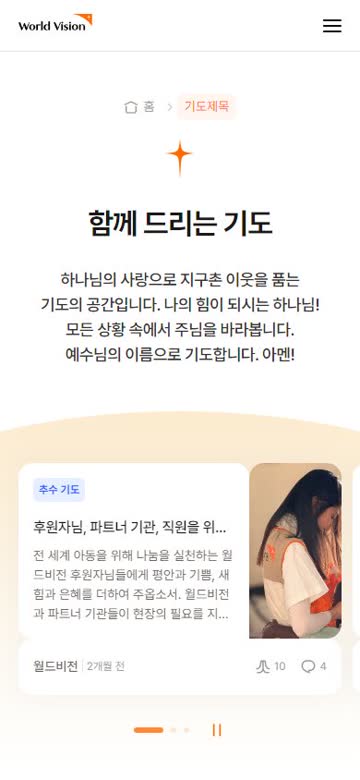 World Vision
홈
기도제목
함께 드리는 기도
하나님의 사랑으로 지구촌 이웃을 품는
기도의 공간입니다. 나의 힘이 되시는 하나님!
모든 상황 속에서 주님을 바라봅니다.
예수님의 이름으로 기도합니다. 아멘!
추수 기도
후원자님, 파트너 기관, 직원을 위...
전 세계 아동을 위해 나눔을 실천하는 월
드비전 후원자님들에게 평안과 기쁨, 새
힘과 은혜를 더하여 주옵소서. 월드비전
과 파트너 기관들이 현장의 필요를 지...
월드비전 2개월 전 10 4